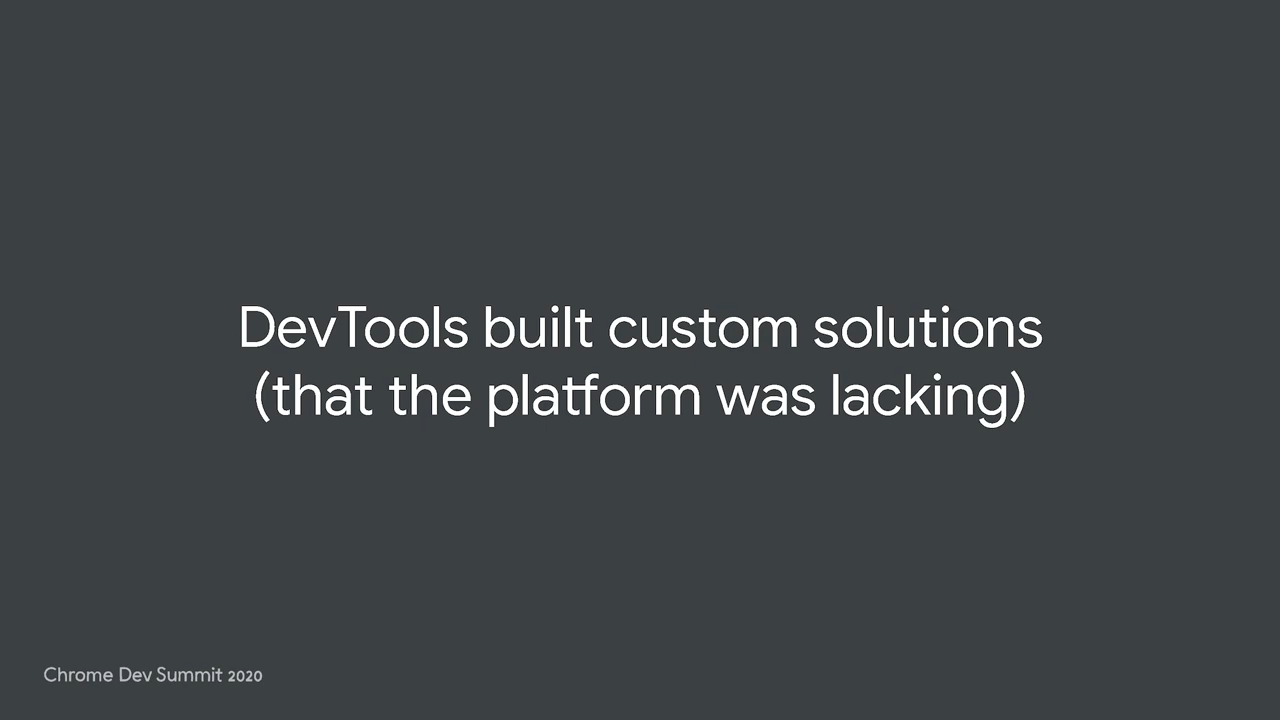 DevTools built custom solutions
(that the platform was lacking)
Chrome Dev Summit 2020